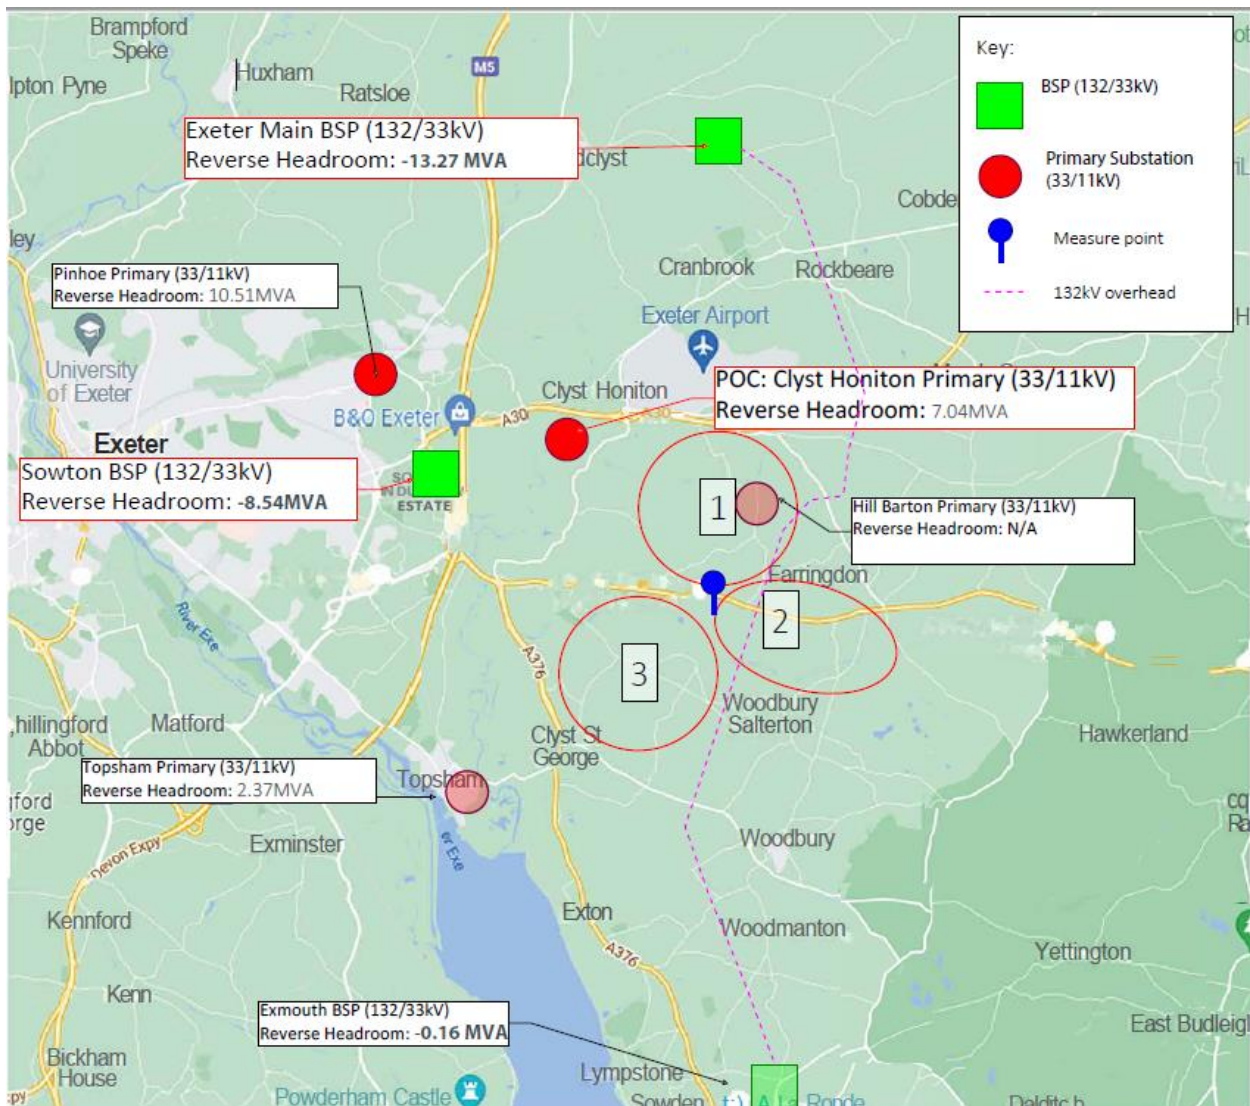 Brampford
Speke
Key:
lpton Pyne
Huxham
M5
Ratsloe
BSP (132/33kV)
Exeter Main BSP (132/33kV)
Reverse Headroom: -13.27 MVA
dclyst
Primary Substation
(33/11kV)
Cobde
ley
Measure point
Pinhoe Primary (33/11kV)
Reverse Headroom: 10.51MVA
Cranbrook
Rockbeare
132kV overhead
Exeter Airport
University
of Exeter
Clyst Honiton
POC: Clyst Honiton Primary (33/11kV)
Reverse Headroom: 7.04MVA
B&Q Exeter
A30
A30
Exeter
Sowton BSP (132/33kV)
Reverse Headroom: -8.54MVA
ESTATE
1
Hill Barton Primary (33/11kV)
Reverse Headroom: N/A
Farringdon
River Exe
2
A376
3
Woodbury
Salterton
hillingford
Abbot
Matford
Clyst St
George
Hawkerland
Topsham Primary (33/11kV)
Reverse Headroom: 2.37MVA
Topsham
gford
orge
Devon Expy
Exminster
er Exe
Woodbury
Kennford
Exton
Woodmanton
A376
Yettington
Kenn
Exmouth BSP (132/33kV)
Reverse Headroom: -0.16 MVA
East Budleigh
Bickham
House
Lympstone
Powderham Castle
Sowden
A La Ronde